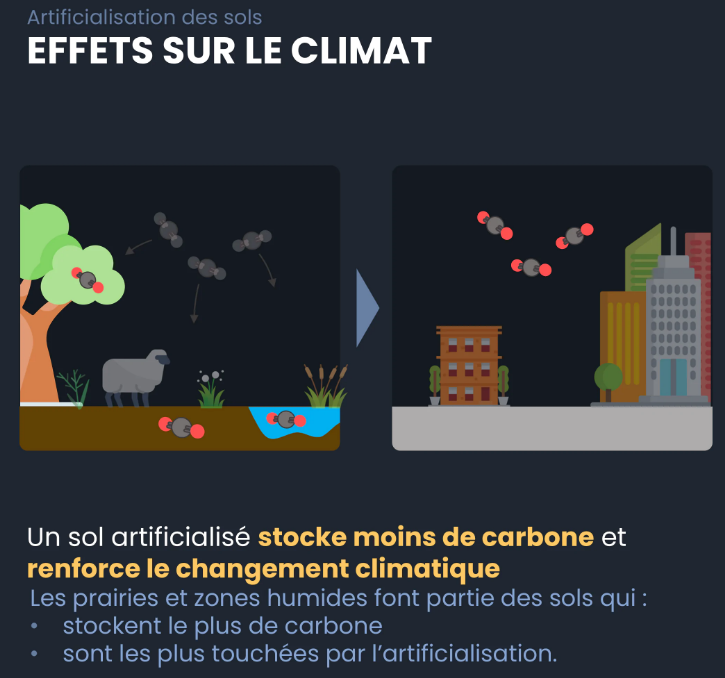 Artificialisation des sols
EFFETS SUR LE CLIMAT
Un sol artificialisé stocke moins de carbone et
renforce le changement climatique
Les prairies et zones humides font partie des sols qui :
• stockent le plus de carbone
• sont les plus touchées par l'artificialisation.